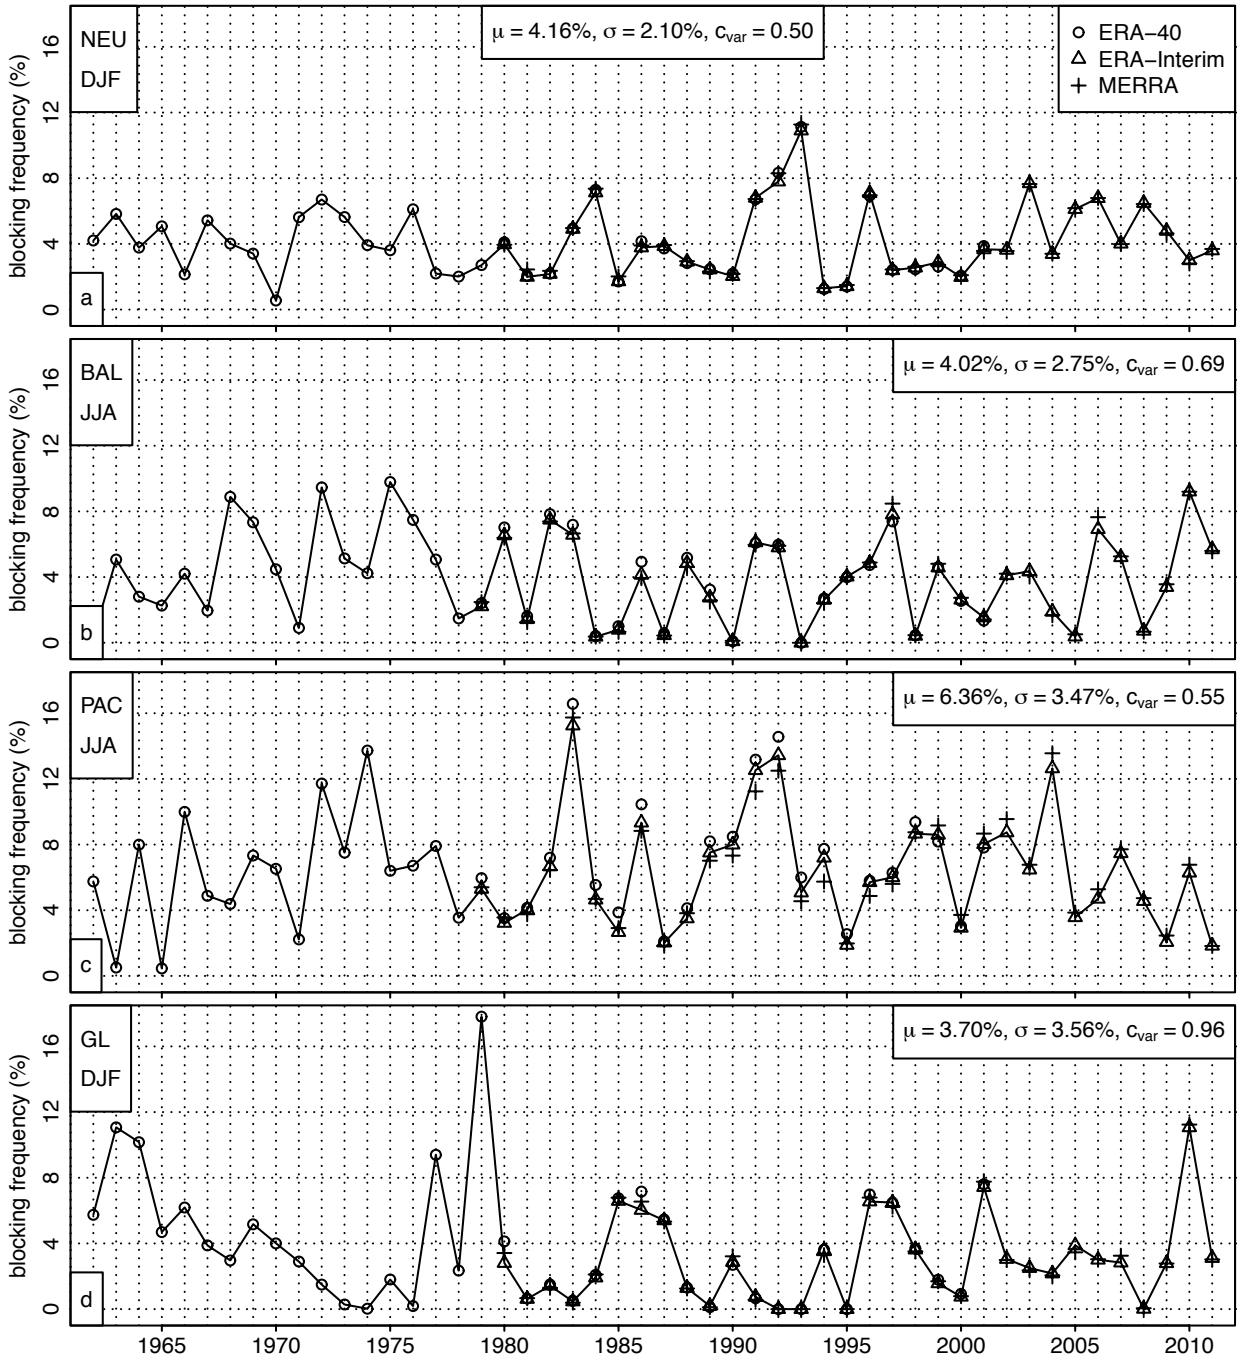 NEU
DJF
μ = 4.16%, σ = 2.10%, cvar = 0.50
ERA−40
ERA−Interim
MERRA
blocking frequency (%)
0 4 8 12 16
a
BAL
JJA
μ = 4.02%, σ = 2.75%, cvar = 0.69
blocking frequency (%)
0 4 8 12 16
b
PAC
JJA
μ = 6.36%, σ = 3.47%, cvar = 0.55
blocking frequency (%)
0 4 8 12 16
c
GL
DJF
μ = 3.70%, σ = 3.56%, cvar = 0.96
blocking frequency (%)
0 4 8 12 16
d
1965 1970 1975 1980 1985 1990 1995 2000 2005 2010